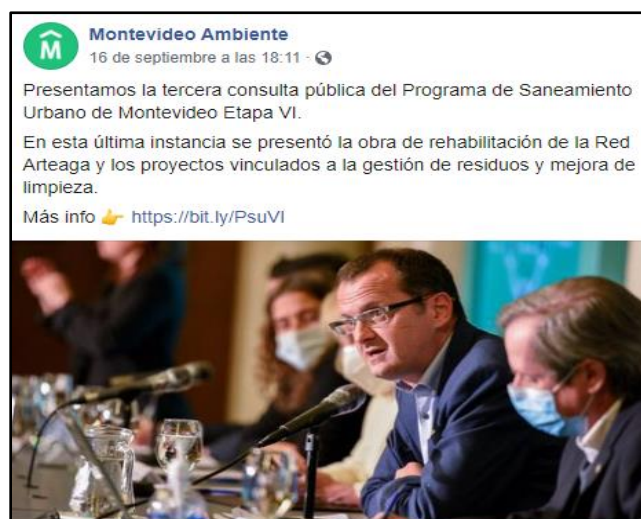 Montevideo Ambiente
16 de septiembre a las 18:11 ·
Presentamos la tercera consulta pública del Programa de Saneamiento
Urbano de Montevideo Etapa VI.
En esta última instancia se presentó la obra de rehabilitación de la Red
Arteaga y los proyectos vinculados a la gestión de residuos y mejora de
limpieza.
Más info 👉 https://bit.ly/PsuVI